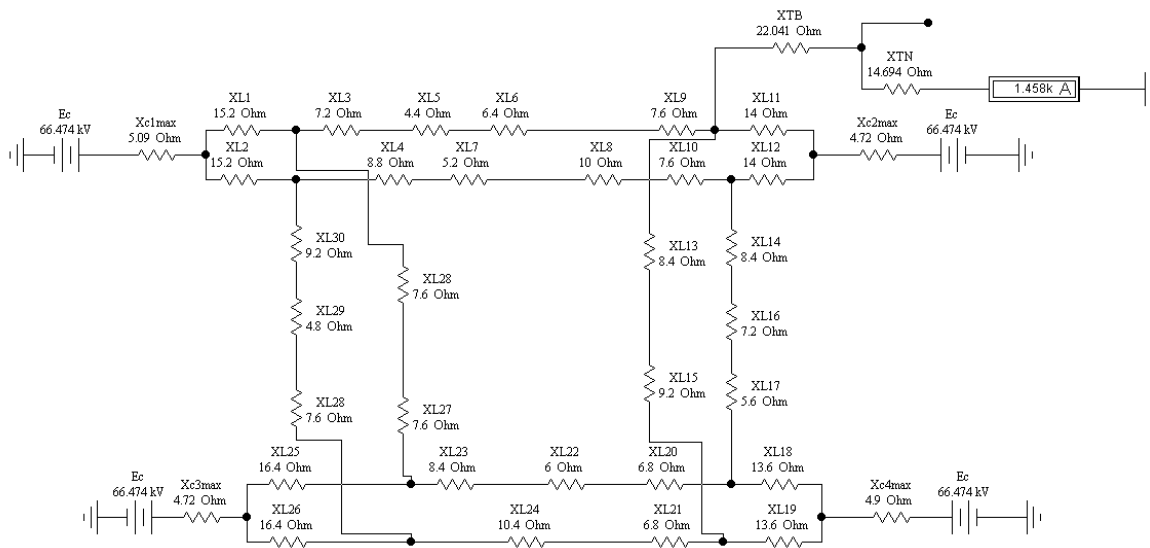 XTB
22.041 Ohm
XTN
14.694 Ohm
1.458k A
Ec
66.474 kV
Xc1max
5.09 Ohm
XL1
15.2 Ohm
XL3
7.2 Ohm
XL5
4.4 Ohm
XL6
6.4 Ohm
XL9
7.6 Ohm
XL11
14 Ohm
Xc2max
4.72 Ohm
Ec
66.474 kV
XL2
15.2 Ohm
XL4
8.8 Ohm
XL7
5.2 Ohm
XL8
10 Ohm
XL10
7.6 Ohm
XL12
14 Ohm
XL30
9.2 Ohm
XL28
7.6 Ohm
XL13
8.4 Ohm
XL14
8.4 Ohm
XL29
4.8 Ohm
XL16
7.2 Ohm
XL28
7.6 Ohm
XL27
7.6 Ohm
XL15
9.2 Ohm
XL17
5.6 Ohm
Ec
66.474 kV
Xc3max
4.72 Ohm
XL25
16.4 Ohm
XL23
8.4 Ohm
XL22
6 Ohm
XL20
6.8 Ohm
XL18
13.6 Ohm
Xc4max
4.9 Ohm
Ec
66.474 kV
XL26
16.4 Ohm
XL24
10.4 Ohm
XL21
6.8 Ohm
XL19
13.6 Ohm